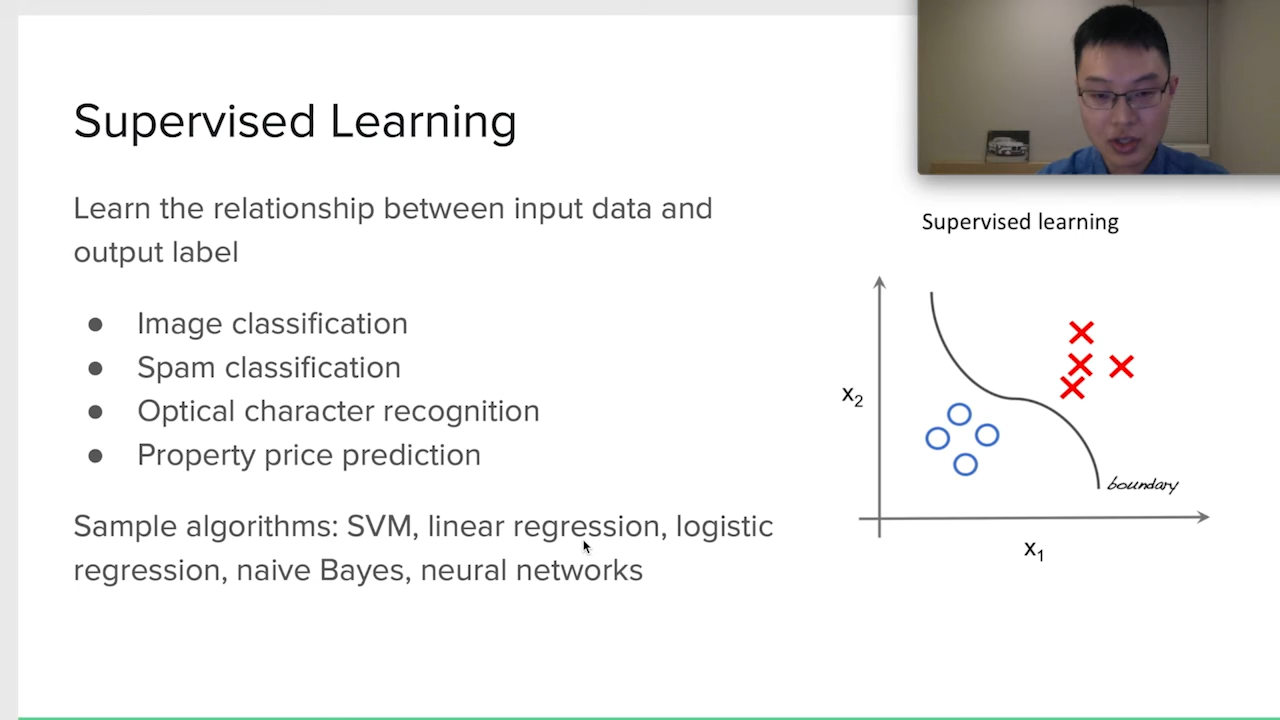 Supervised Learning
Learn the relationship between input data and
output label
● Image classification
● Spam classification
● Optical character recognition
● Property price prediction
Sample algorithms: SVM, linear regression, logistic
regression, naive Bayes, neural networks
Supervised learning
x2
boundary
x1